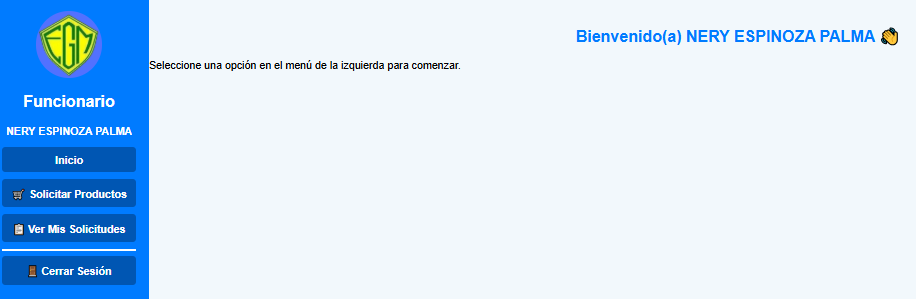 EGM
Funcionario
NERY ESPINOZA PALMA
Inicio
🛒 Solicitar Productos
📋 Ver Mis Solicitudes
🚪 Cerrar Sesión
Bienvenido(a) NERY ESPINOZA PALMA 👏
Seleccione una opción en el menú de la izquierda para comenzar.